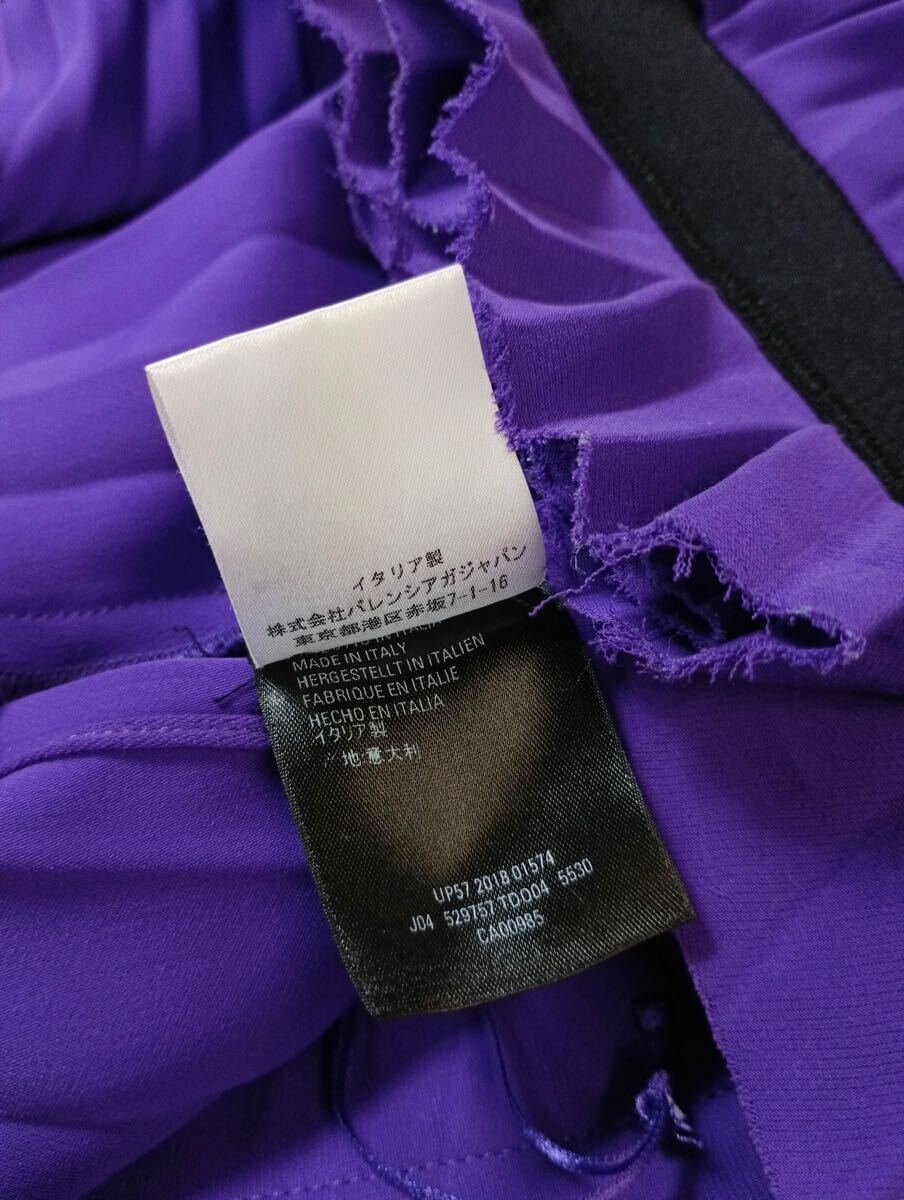 イタリア製
株式会社バレンシアガジャパン
東京都港区赤坂7-1-16
MADE IN ITALY
HERGESTELLT IN ITALIEN
FABRIQUE EN ITALIE
HECHO EN ITALIA
イタリア製
地:意大利
UP57 2018 01574
J04 529757 TDO04 5530
CA00985